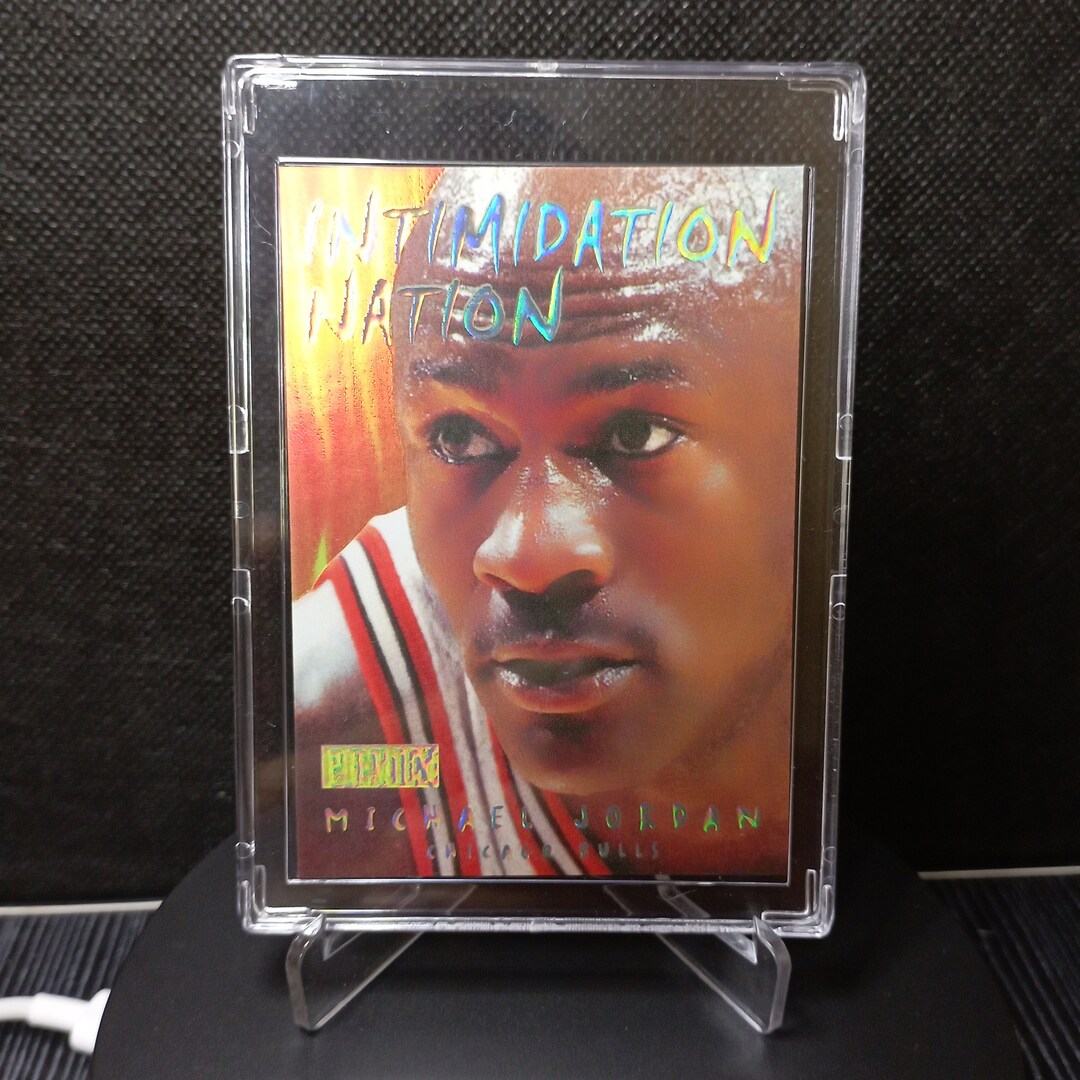 INTIMIDATION
NATION
MICHAEL JORDAN
CHICAGO BULLS